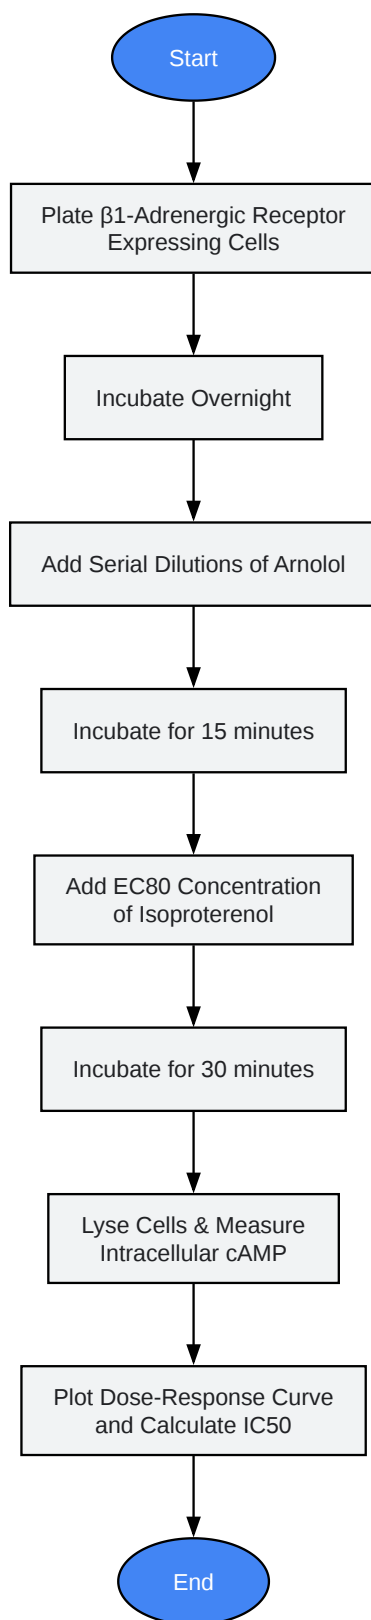 Start
Plate β1-Adrenergic Receptor
Expressing Cells
Incubate Overnight
Add Serial Dilutions of Arnolol
Incubate for 15 minutes
Add EC80 Concentration
of Isoproterenol
Incubate for 30 minutes
Lyse Cells & Measure
Intracellular cAMP
Plot Dose-Response Curve
and Calculate IC50
End